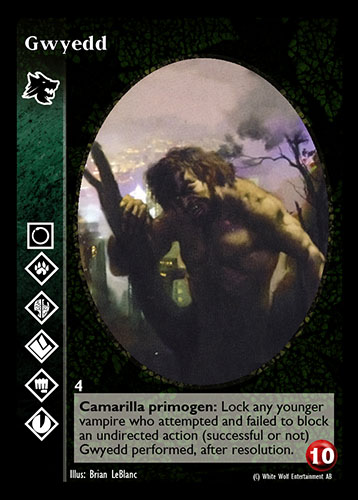 Gwyedd
4
Camarilla primogen: Lock any younger
vampire who attempted and failed to block
an undirected action (successful or not)
Gwyedd performed, after resolution.
10
Illus: Brian LeBlanc
(C) White Wolf Entertainment AB